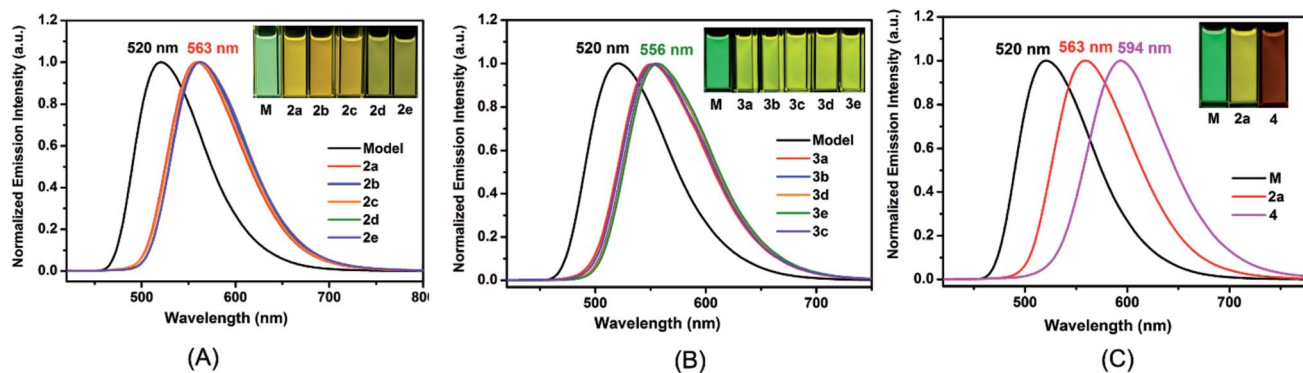 Normalized Emission Intensity (a.u.)
1.2
1.0
0.8
0.6
0.4
0.2
0.0
520 nm 563 nm
M 2a 2b 2c 2d 2e
Model
2a
2b
2c
2d
2e
500 600 700 800
Wavelength (nm)
(A)
Normalized Emission Intensity (a.u.)
1.2
1.0
0.8
0.6
0.4
0.2
0.0
520 nm 556 nm
M 3a 3b 3c 3d 3e
Model
3a
3b
3d
3e
3c
500 600 700
Wavelength (nm)
(B)
Normalized Emission Intensity (a.u.)
1.2
1.0
0.8
0.6
0.4
0.2
0.0
520 nm 563 nm 594 nm
M 2a 4
M
2a
4
500 600 700
Wavelength (nm)
(C)